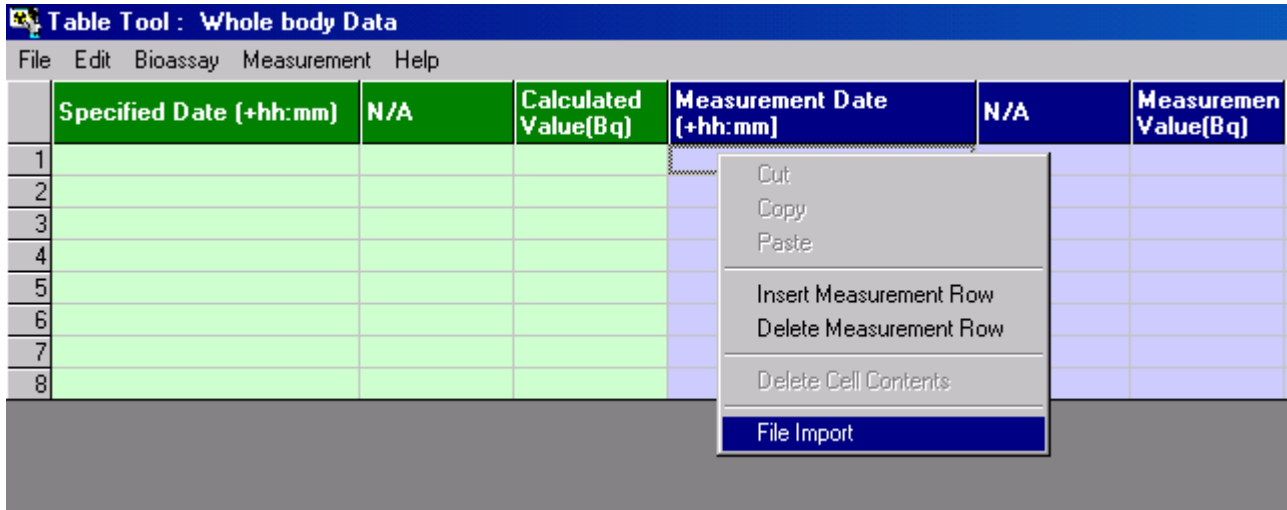 Table Tool : Whole body Data
File Edit Bioassay Measurement Help
Specified Date (+hh:mm) N/A Calculated Value(Bq) Measurement Date (+hh:mm) N/A Measuremen Value(Bq)
1
2
3
4
5
6
7
8
Cut
Copy
Paste
Insert Measurement Row
Delete Measurement Row
Delete Cell Contents
File Import